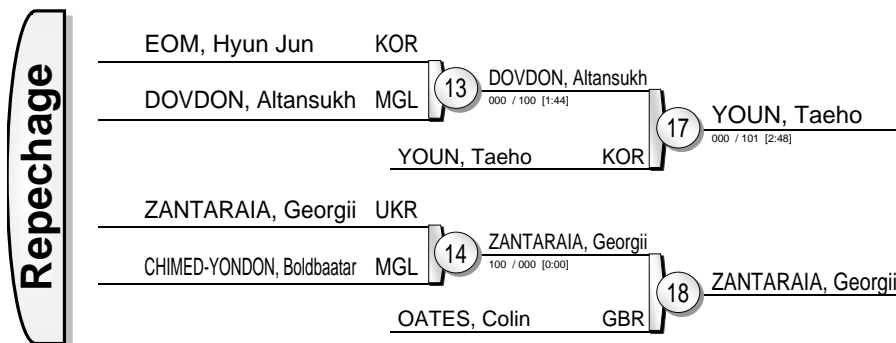 Repechage
EOM, Hyun Jun KOR
DOVDON, Altansukh MGL
13
DOVDON, Altansukh
000 / 100 [1:44]
YOUN, Taeho KOR
17
YOUN, Taeho
000 / 101 [2:48]
ZANTARAIA, Georgii UKR
CHIMED-YONDON, Boldbaatar MGL
14
ZANTARAIA, Georgii
100 / 000 [0:00]
OATES, Colin GBR
18
ZANTARAIA, Georgii